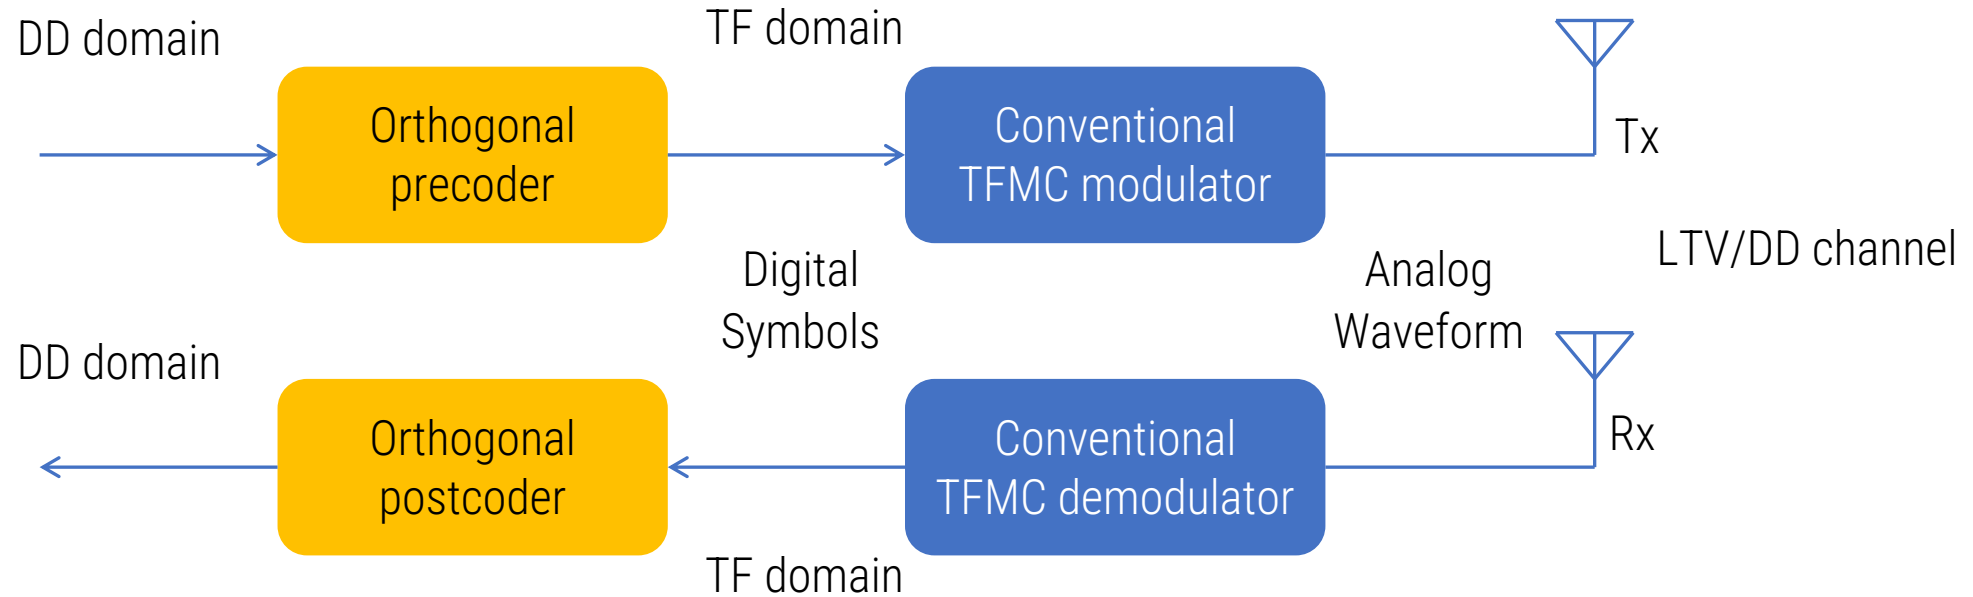 DD domain
TF domain
Orthogonal
precoder
Conventional
TFMC modulator
Tx
LTV/DD channel
Digital
Symbols
Analog
Waveform
DD domain
Orthogonal
postcoder
Conventional
TFMC demodulator
Rx
TF domain